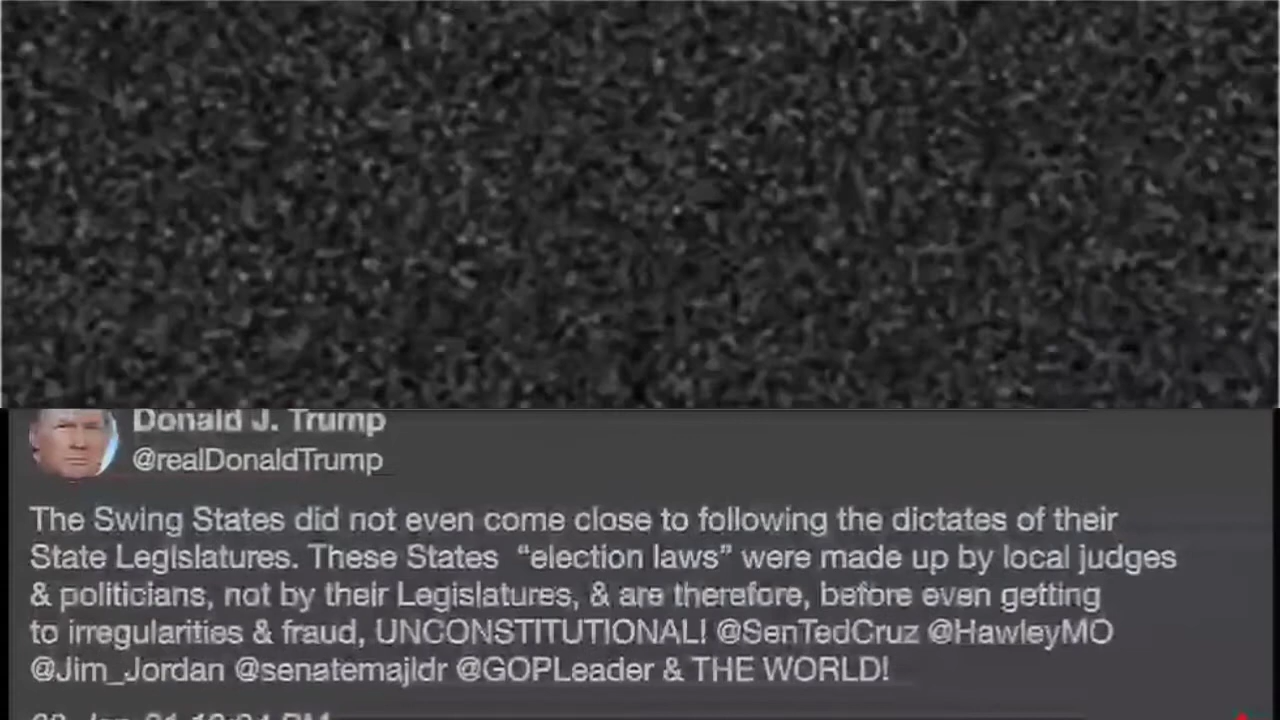 Donald J. Trump
@realDonaldTrump
The Swing States did not even come close to following the dictates of their
State Legislatures. These States “election laws” were made up by local judges
& politicians, not by their Legislatures, & are therefore, before even getting
to irregularities & fraud, UNCONSTITUTIONAL! @SenTedCruz @HawleyMO
@Jim_Jordan @senatemajldr @GOPLeader & THE WORLD!